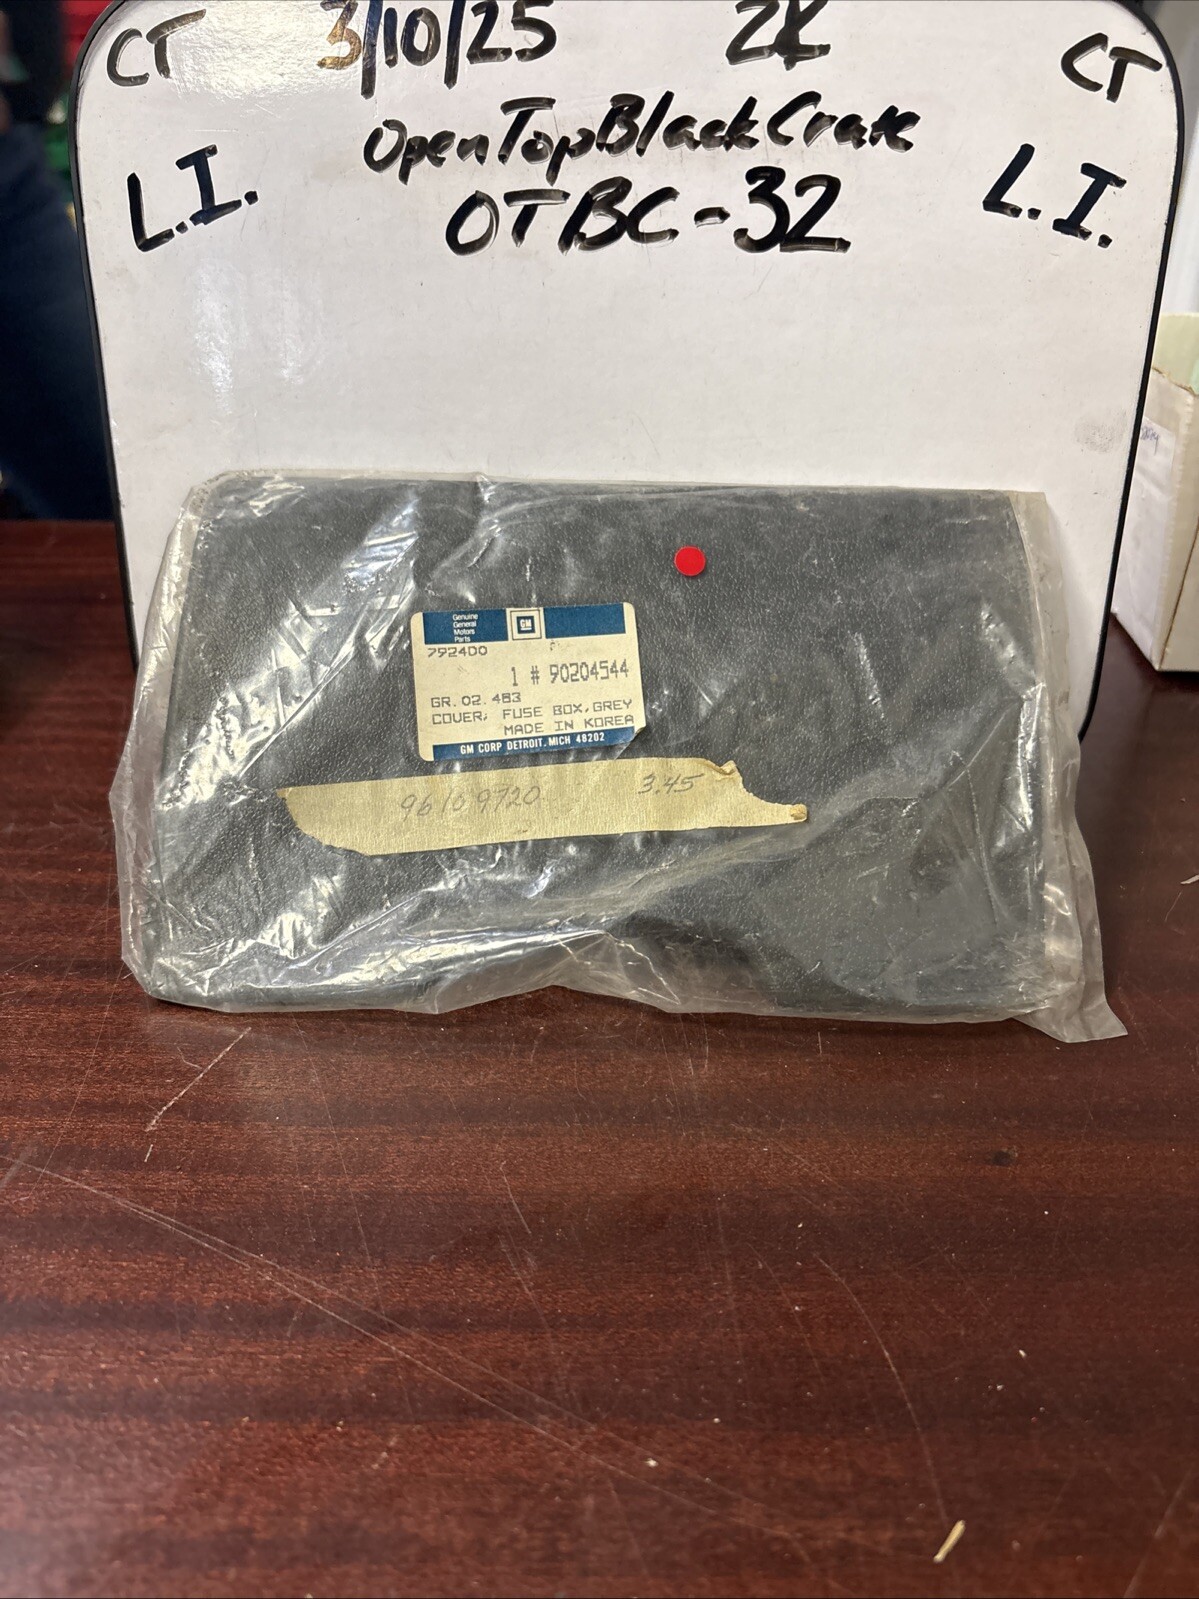 CT 3/10/25 2K CT
OpenTopBlackCrate
L.I. OTBC-32 L.I.
Genuine
General
Motors
Parts
GM
7924D0 F
1 # 90204544
GR.02.483
COVER; FUSE BOX,GREY
MADE IN KOREA
GM CORP DETROIT, MICH 48202
96109720 3.45